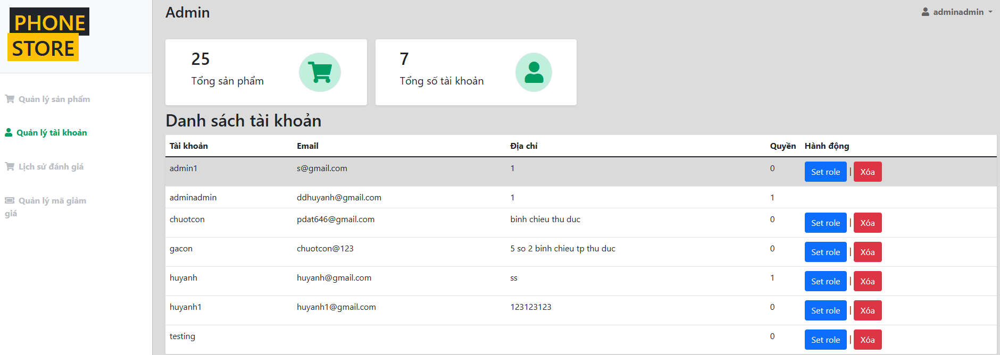 PHONE
STORE
Admin
adminadmin
25
Tổng sản phẩm
7
Tổng số tài khoản
Quản lý sản phẩm
Quản lý tài khoản
Lịch sử đánh giá
Quản lý mã giảm
giá
Danh sách tài khoản
Tài khoản Email Địa chỉ Quyền Hành động
admin1 s@gmail.com 1 0 Set role | Xóa
adminadmin ddhuyanh@gmail.com 1 1
chuotcon pdat646@gmail.com binh chieu thu duc 0 Set role | Xóa
gacon chuotcon@123 5 so 2 binh chieu tp thu duc 0 Set role | Xóa
huyanh huyanh@gmail.com ss 1 Set role | Xóa
huyanh1 huyanh1@gmail.com 123123123 0 Set role | Xóa
testing 0 Set role | Xóa